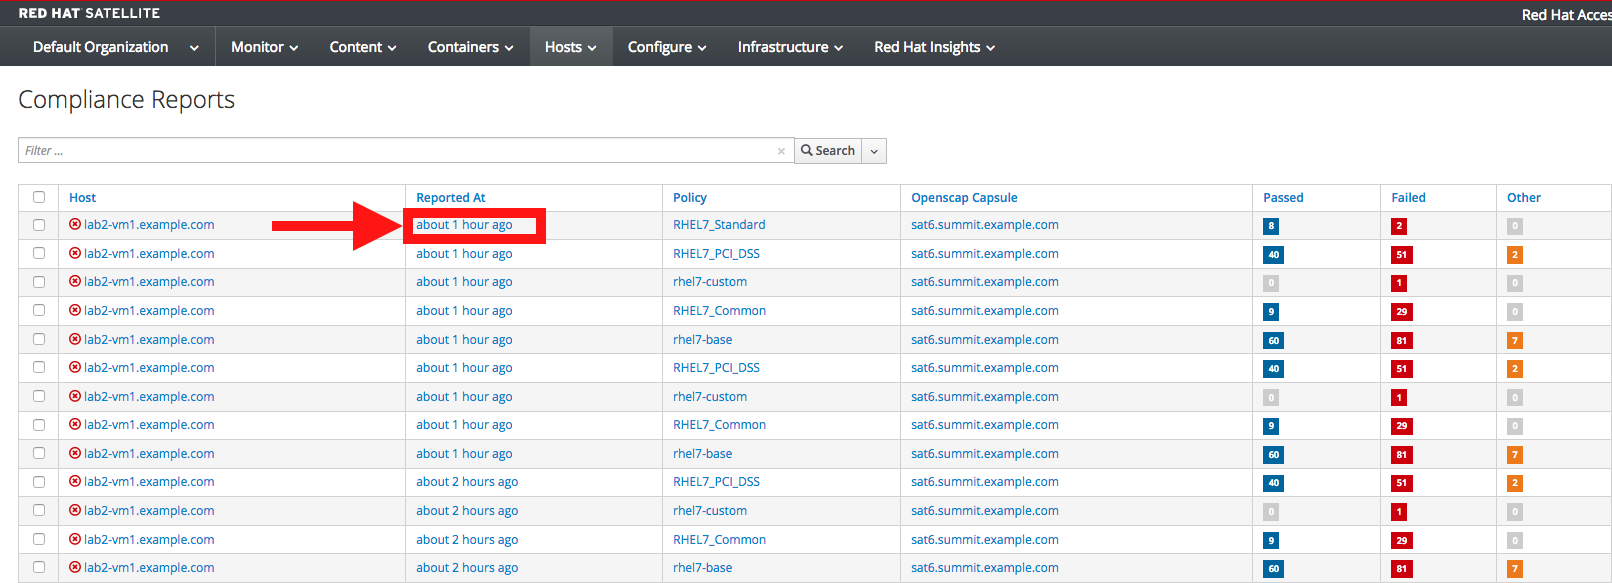 RED HAT SATELLITE
Red Hat Acces
Default Organization Monitor Content Containers Hosts Configure Infrastructure Red Hat Insights
Compliance Reports
Filter ... × Search
Host Reported At Policy Openscap Capsule Passed Failed Other
lab2-vm1.example.com about 1 hour ago RHEL7_Standard sat6.summit.example.com 8 2 0
lab2-vm1.example.com about 1 hour ago RHEL7_PCI_DSS sat6.summit.example.com 40 51 2
lab2-vm1.example.com about 1 hour ago rhel7-custom sat6.summit.example.com 0 1 0
lab2-vm1.example.com about 1 hour ago RHEL7_Common sat6.summit.example.com 9 29 0
lab2-vm1.example.com about 1 hour ago rhel7-base sat6.summit.example.com 60 81 7
lab2-vm1.example.com about 1 hour ago RHEL7_PCI_DSS sat6.summit.example.com 40 51 2
lab2-vm1.example.com about 1 hour ago rhel7-custom sat6.summit.example.com 0 1 0
lab2-vm1.example.com about 1 hour ago RHEL7_Common sat6.summit.example.com 9 29 0
lab2-vm1.example.com about 1 hour ago rhel7-base sat6.summit.example.com 60 81 7
lab2-vm1.example.com about 2 hours ago RHEL7_PCI_DSS sat6.summit.example.com 40 51 2
lab2-vm1.example.com about 2 hours ago rhel7-custom sat6.summit.example.com 0 1 0
lab2-vm1.example.com about 2 hours ago RHEL7_Common sat6.summit.example.com 9 29 0
lab2-vm1.example.com about 2 hours ago rhel7-base sat6.summit.example.com 60 81 7